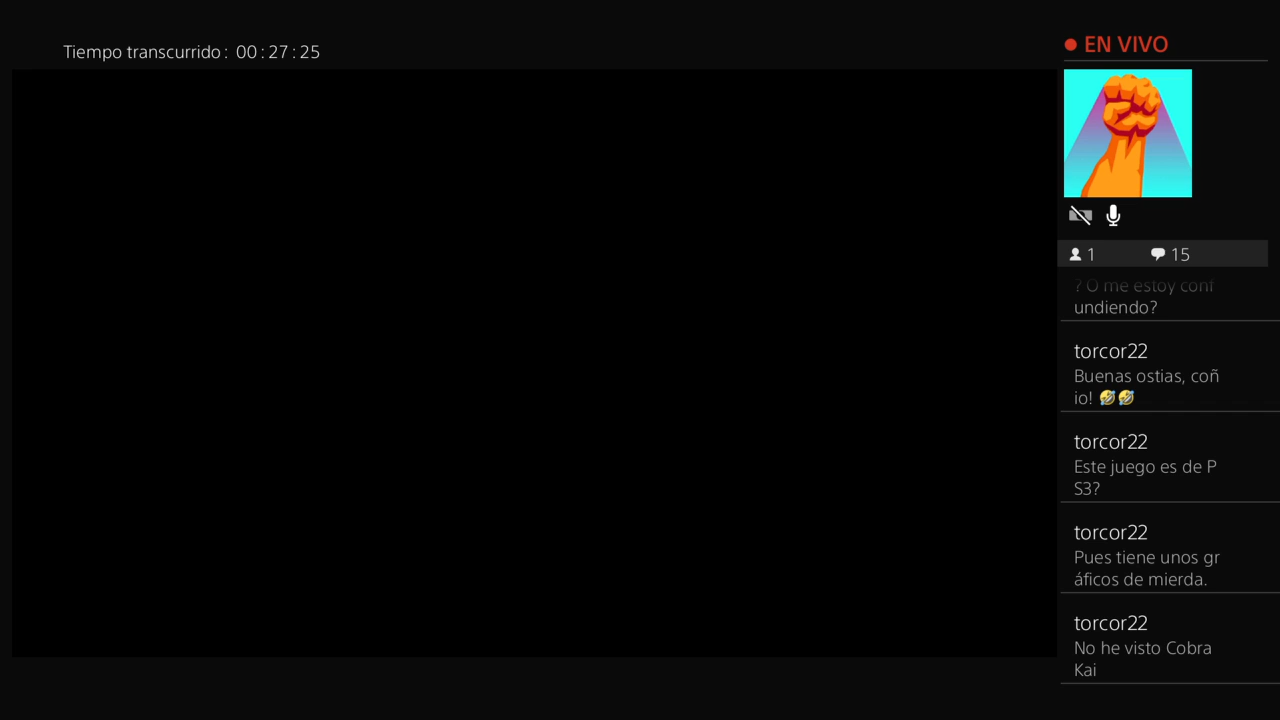 Tiempo transcurrido : 00 : 27 : 25
EN VIVO
1
15
? O me estoy conf
undiendo?
torcor22
Buenas ostias, coñ
io! 🤣🤣
torcor22
Este juego es de P
S3?
torcor22
Pues tiene unos gr
áficos de mierda.
torcor22
No he visto Cobra
Kai